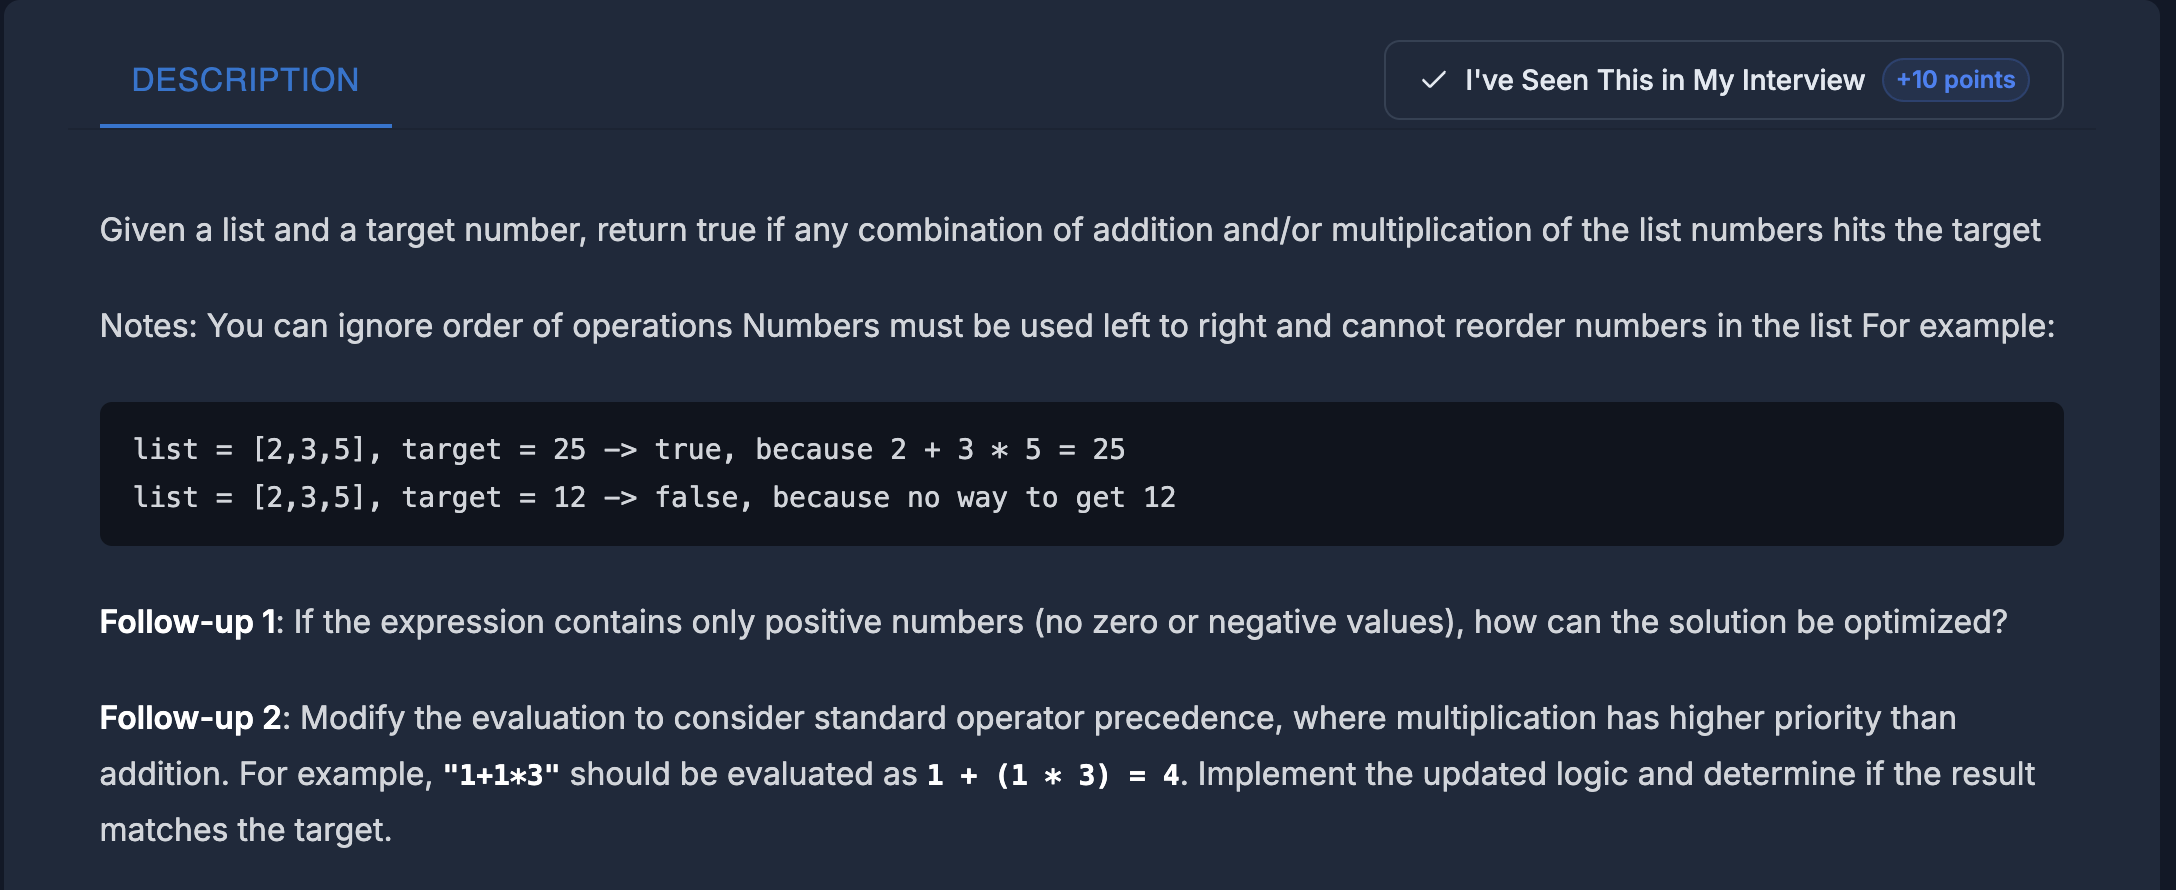 DESCRIPTION
✓ I've Seen This in My Interview +10 points
Given a list and a target number, return true if any combination of addition and/or multiplication of the list numbers hits the target
Notes: You can ignore order of operations Numbers must be used left to right and cannot reorder numbers in the list For example:
list = [2,3,5], target = 25 -> true, because 2 + 3 * 5 = 25
list = [2,3,5], target = 12 -> false, because no way to get 12
Follow-up 1: If the expression contains only positive numbers (no zero or negative values), how can the solution be optimized?
Follow-up 2: Modify the evaluation to consider standard operator precedence, where multiplication has higher priority than
addition. For example, "1+1*3" should be evaluated as 1 + (1 * 3) = 4. Implement the updated logic and determine if the result
matches the target.